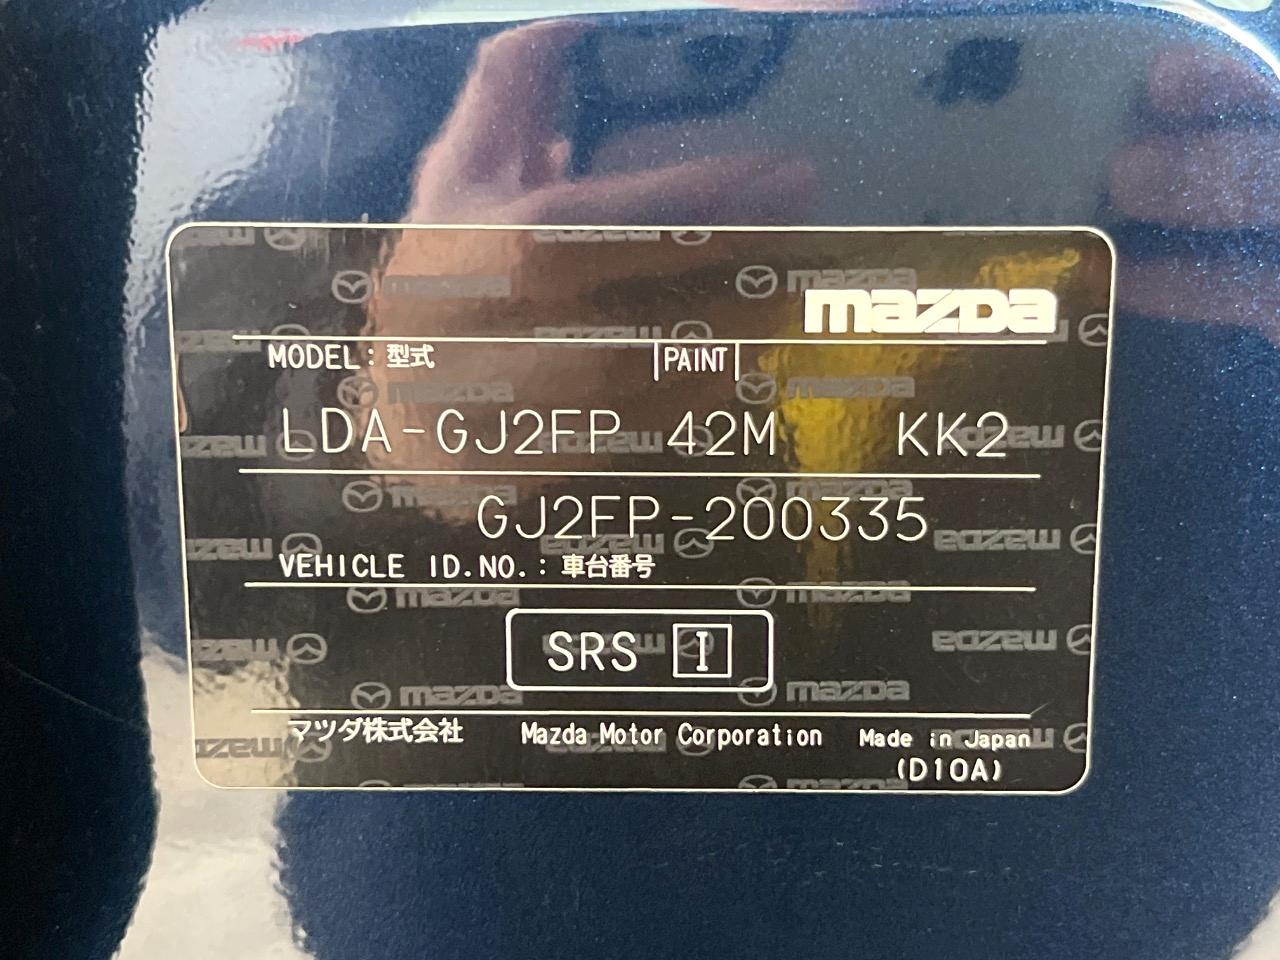 mazda
MODEL : 型式 PAINT
LDA-GJ2FP 42M KK2
GJ2FP-200335
VEHICLE ID.NO. : 車台番号
SRS I
マツダ株式会社 Mazda Motor Corporation Made in Japan
(D10A)